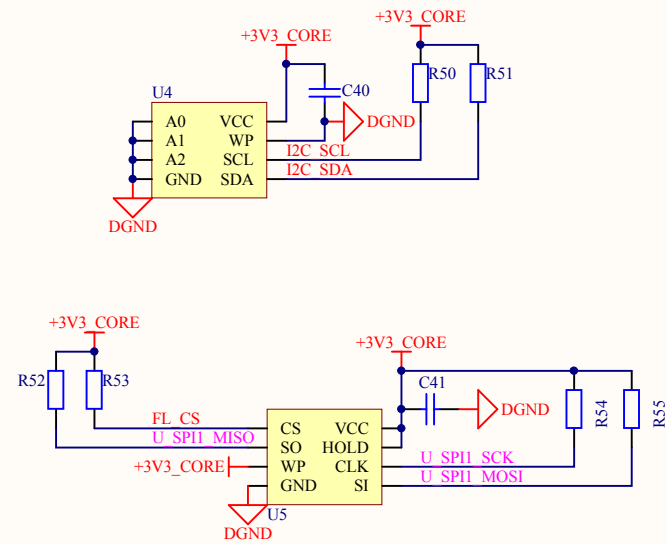 +3V3_CORE
+3V3_CORE
R50
R51
U4
C40
A0
VCC
DGND
A1
WP
I2C_SCL
A2
SCL
I2C_SDA
GND
SDA
DGND
+3V3_CORE
+3V3_CORE
R52
R53
C41
R54
R55
DGND
FL_CS
CS
VCC
U_SPI1_MISO
SO
HOLD
U_SPI1_SCK
+3V3_CORE
WP
CLK
U_SPI1_MOSI
GND
SI
U5
DGND